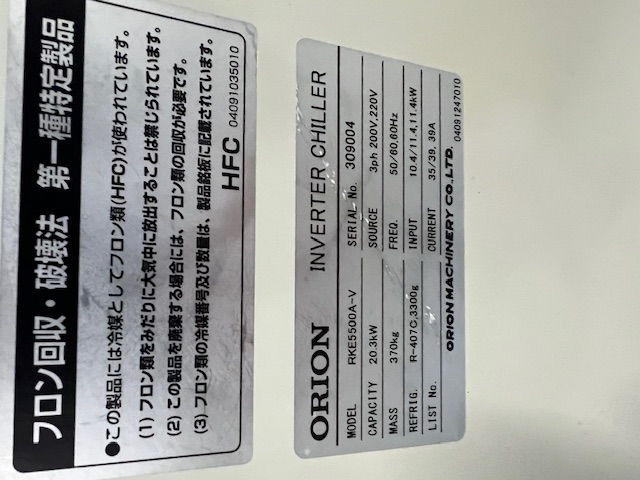 フロン回収・破壊法 第一種特定製品
●この製品には冷媒としてフロン類(HFC)が使われています。
(1) フロン類をみだりに大気中に放出することは禁じられています。
(2) この製品を廃棄する場合には、フロン類の回収が必要です。
(3) フロン類の冷媒番号及び数量は、製品銘板に記載されています。
HFC 04091035010
ORION INVERTER CHILLER
MODEL RKE5500A-V SERIAL No. 309004
CAPACITY 20.3kW SOURCE 3ph 200V,220V
MASS 370kg FREQ. 50/60,60Hz
REFRIG. R-407C,3300g INPUT 10.4/11.4,11.4kW
LIST No. CURRENT 35/39, 39A
ORION MACHINERY CO.,LTD. 04091247010